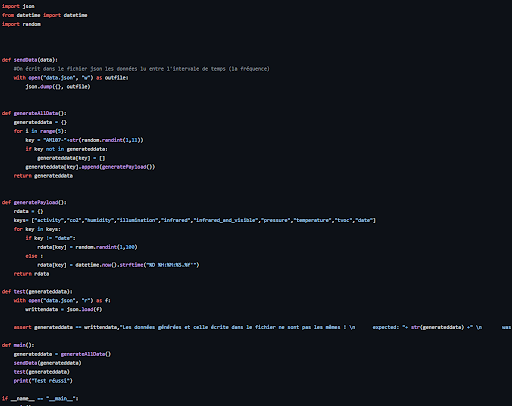 import json
from datetime import datetime
import random
def sendData(data):
#On écrit dans le fichier json les données lu entre l'intervale de temps (la fréquence)
with open("data.json", "w") as outfile:
json.dump({}, outfile)
def generateAllData():
generateddata = {}
for i in range(5):
key = "AM107-"+str(random.randint(1,11))
if key not in generateddata:
generateddata[key] = []
generateddata[key].append(generatePayload())
return generateddata
def generatePayload():
rdata = {}
keys= ["activity","co2","humidity","illumination","infrared","infrared_and_visible","pressure","temperature","tvoc","date"]
for key in keys:
if key != "date":
rdata[key] = random.randint(1,100)
else :
rdata[key] = datetime.now().strftime("%D %H:%M:%S.%f'")
return rdata
def test(generateddata):
with open("data.json", "r") as f:
writtendata = json.load(f)
assert generateddata == writtendata,"Les données générées et celle écrite dans le fichier ne sont pas les mêmes ! \n expected: "+ str(generateddata) +" \n was
def main():
generateddata = generateAllData()
sendData(generateddata)
test(generateddata)
print("Test réussi")
if __name__ == "__main__":